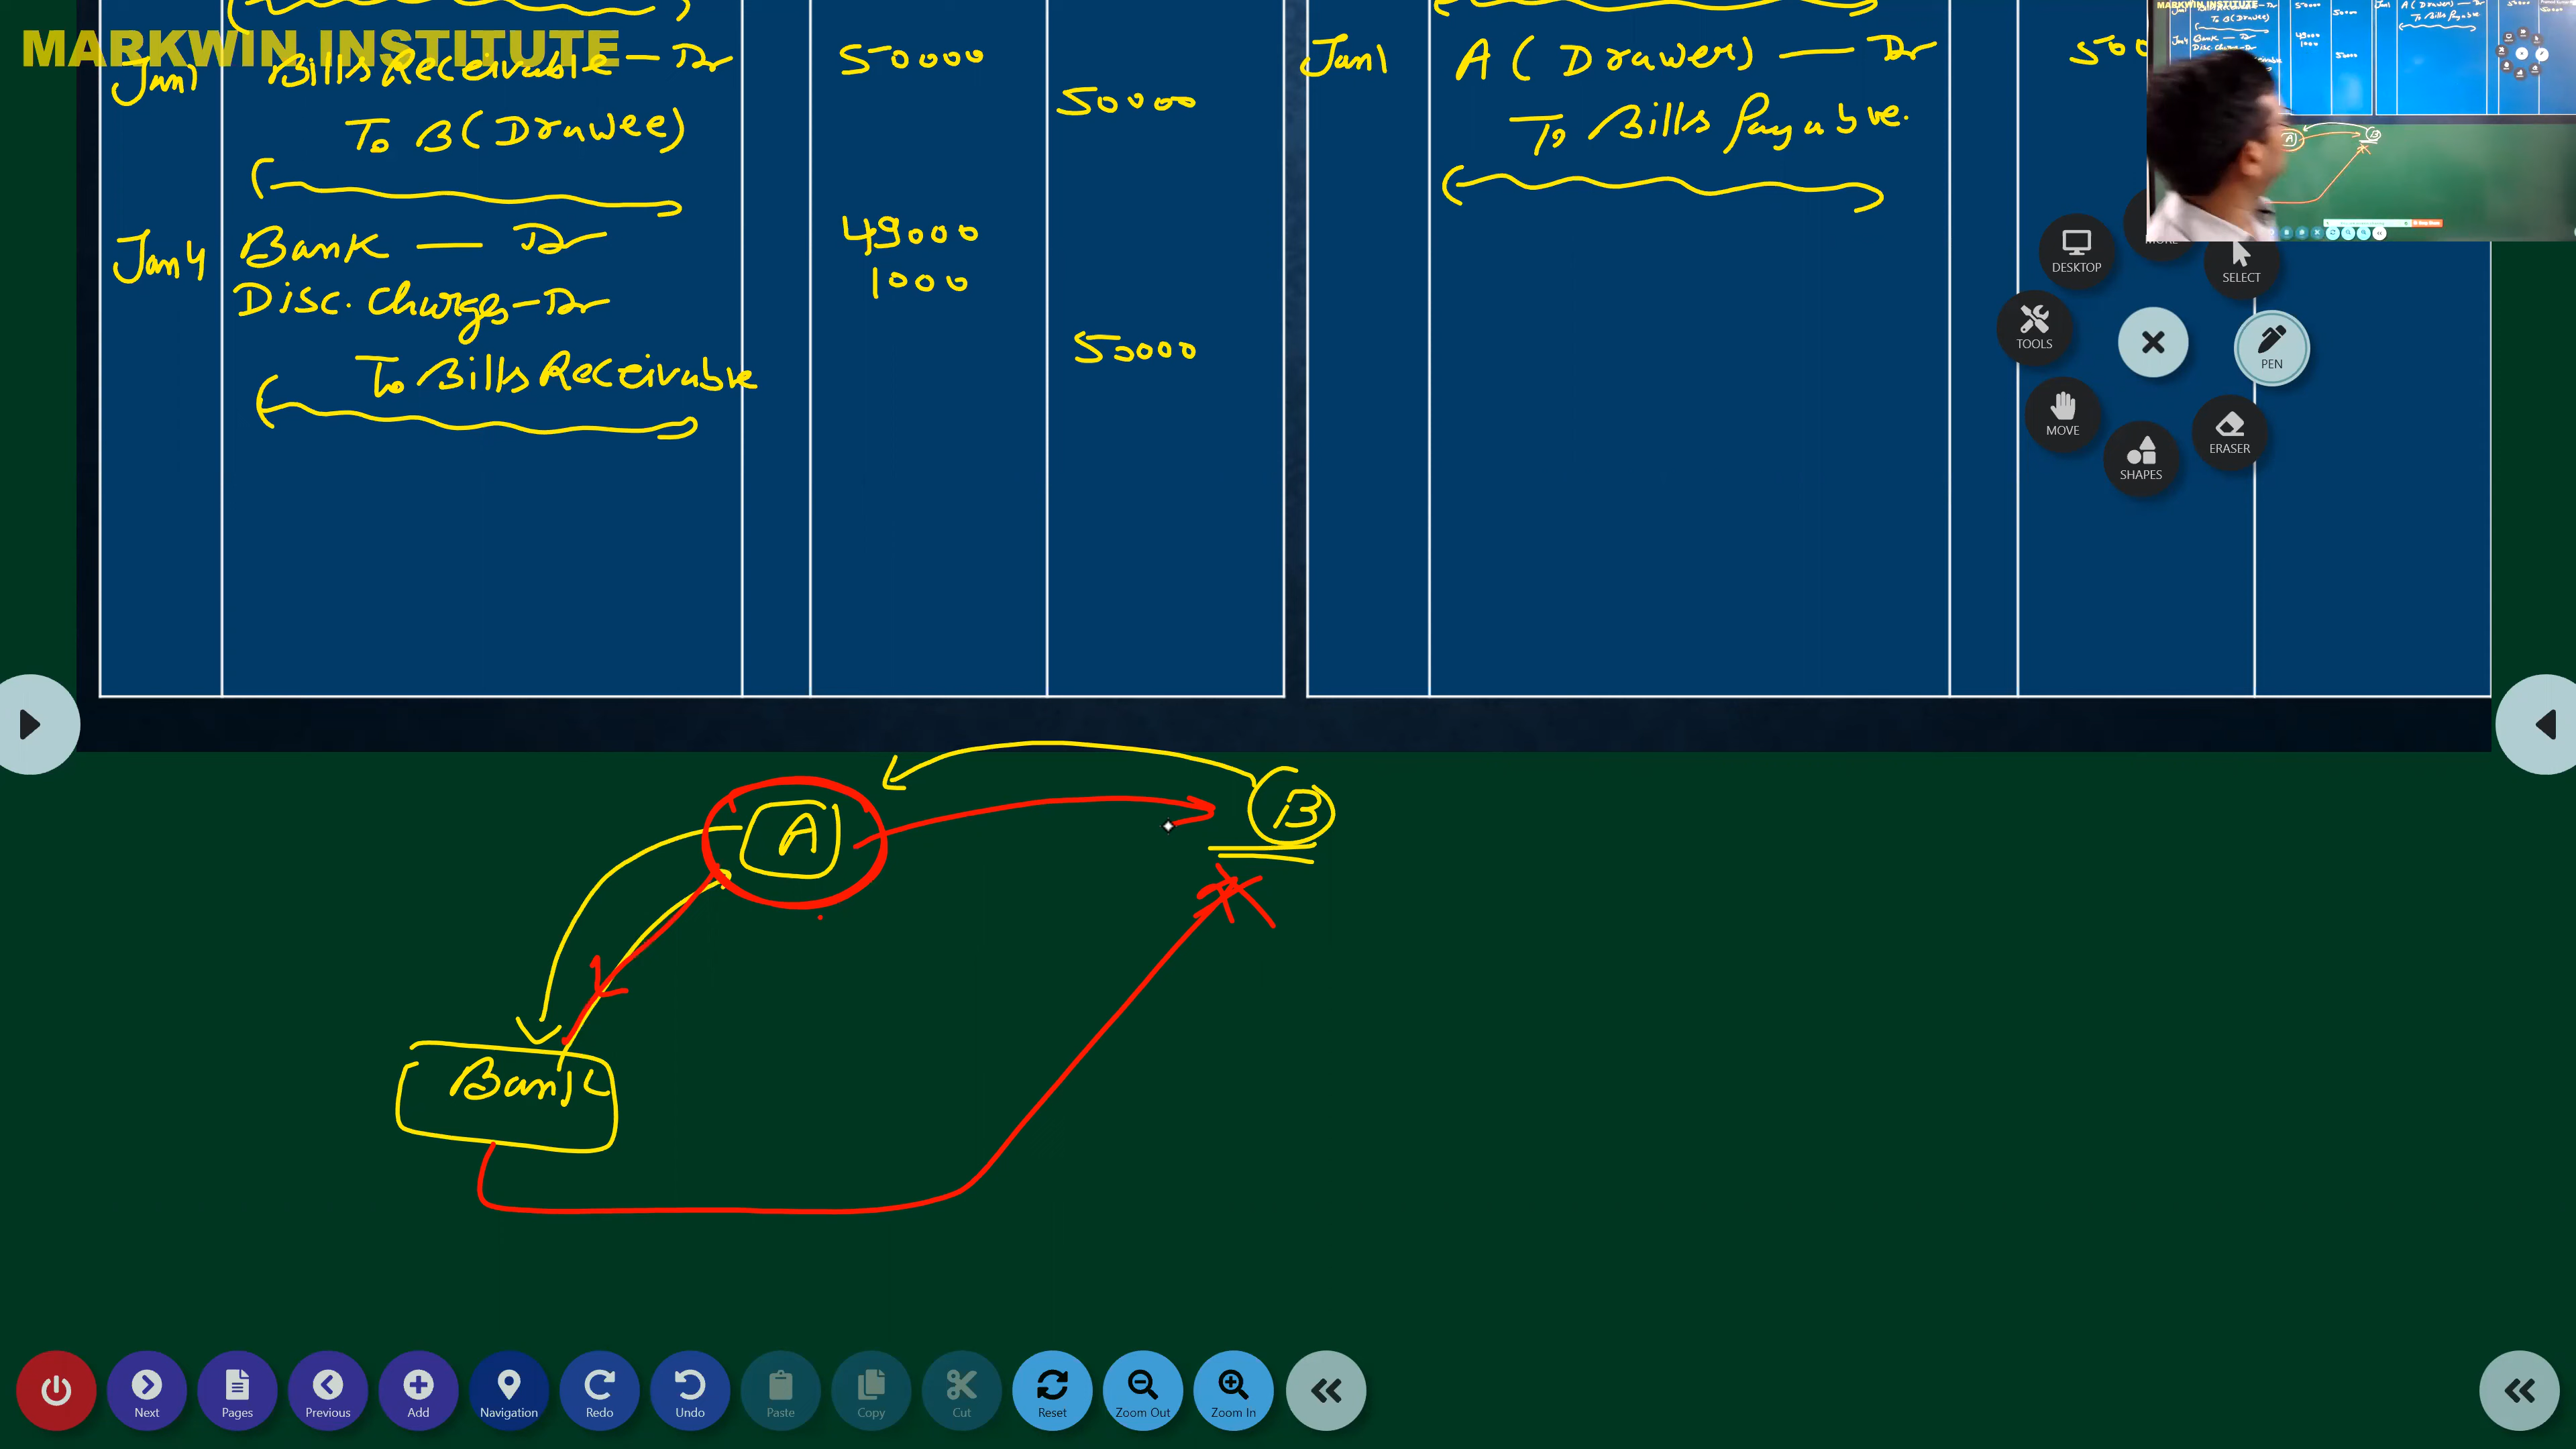 MARKWIN INSTITUTE
Jan1 Bills Receivable — Dr 50000
To B (Drawee) 50000
Jan 4 Bank — Dr 49000
Disc. Charges — Dr 1000
To Bills Receivable 50000
Jan1 A (Drawer) — Dr 500
To Bills Payable.
DESKTOP
MORE
SELECT
TOOLS
PEN
MOVE
ERASER
SHAPES
A
B
Bank
Next
Pages
Previous
Add
Navigation
Redo
Undo
Paste
Copy
Cut
Reset
Zoom Out
Zoom In